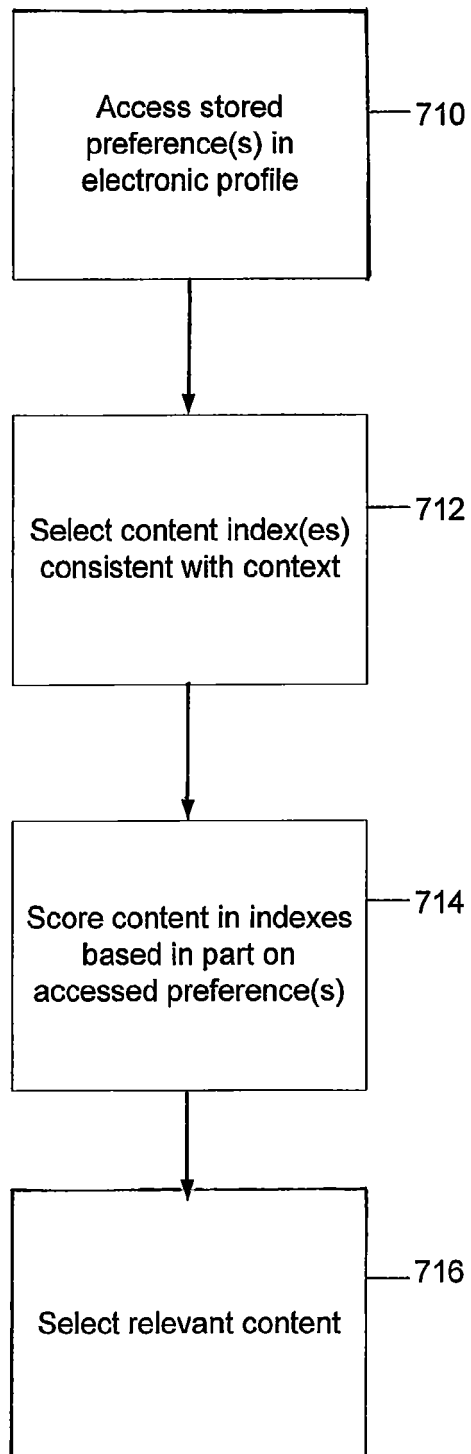 Access stored
preference(s) in
electronic profile
710
Select content index(es)
consistent with context
712
Score content in indexes
based in part on
accessed preference(s)
714
Select relevant content
716